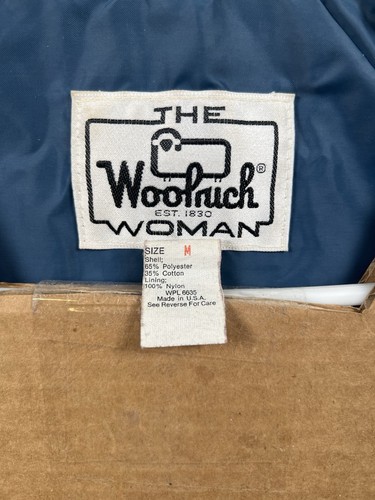 THE
Woolrich®
EST. 1830
WOMAN
SIZE M
Shell;
65% Polyester
35% Cotton
Lining;
100% Nylon
WPL 6635
Made in U.S.A.
See Reverse For Care